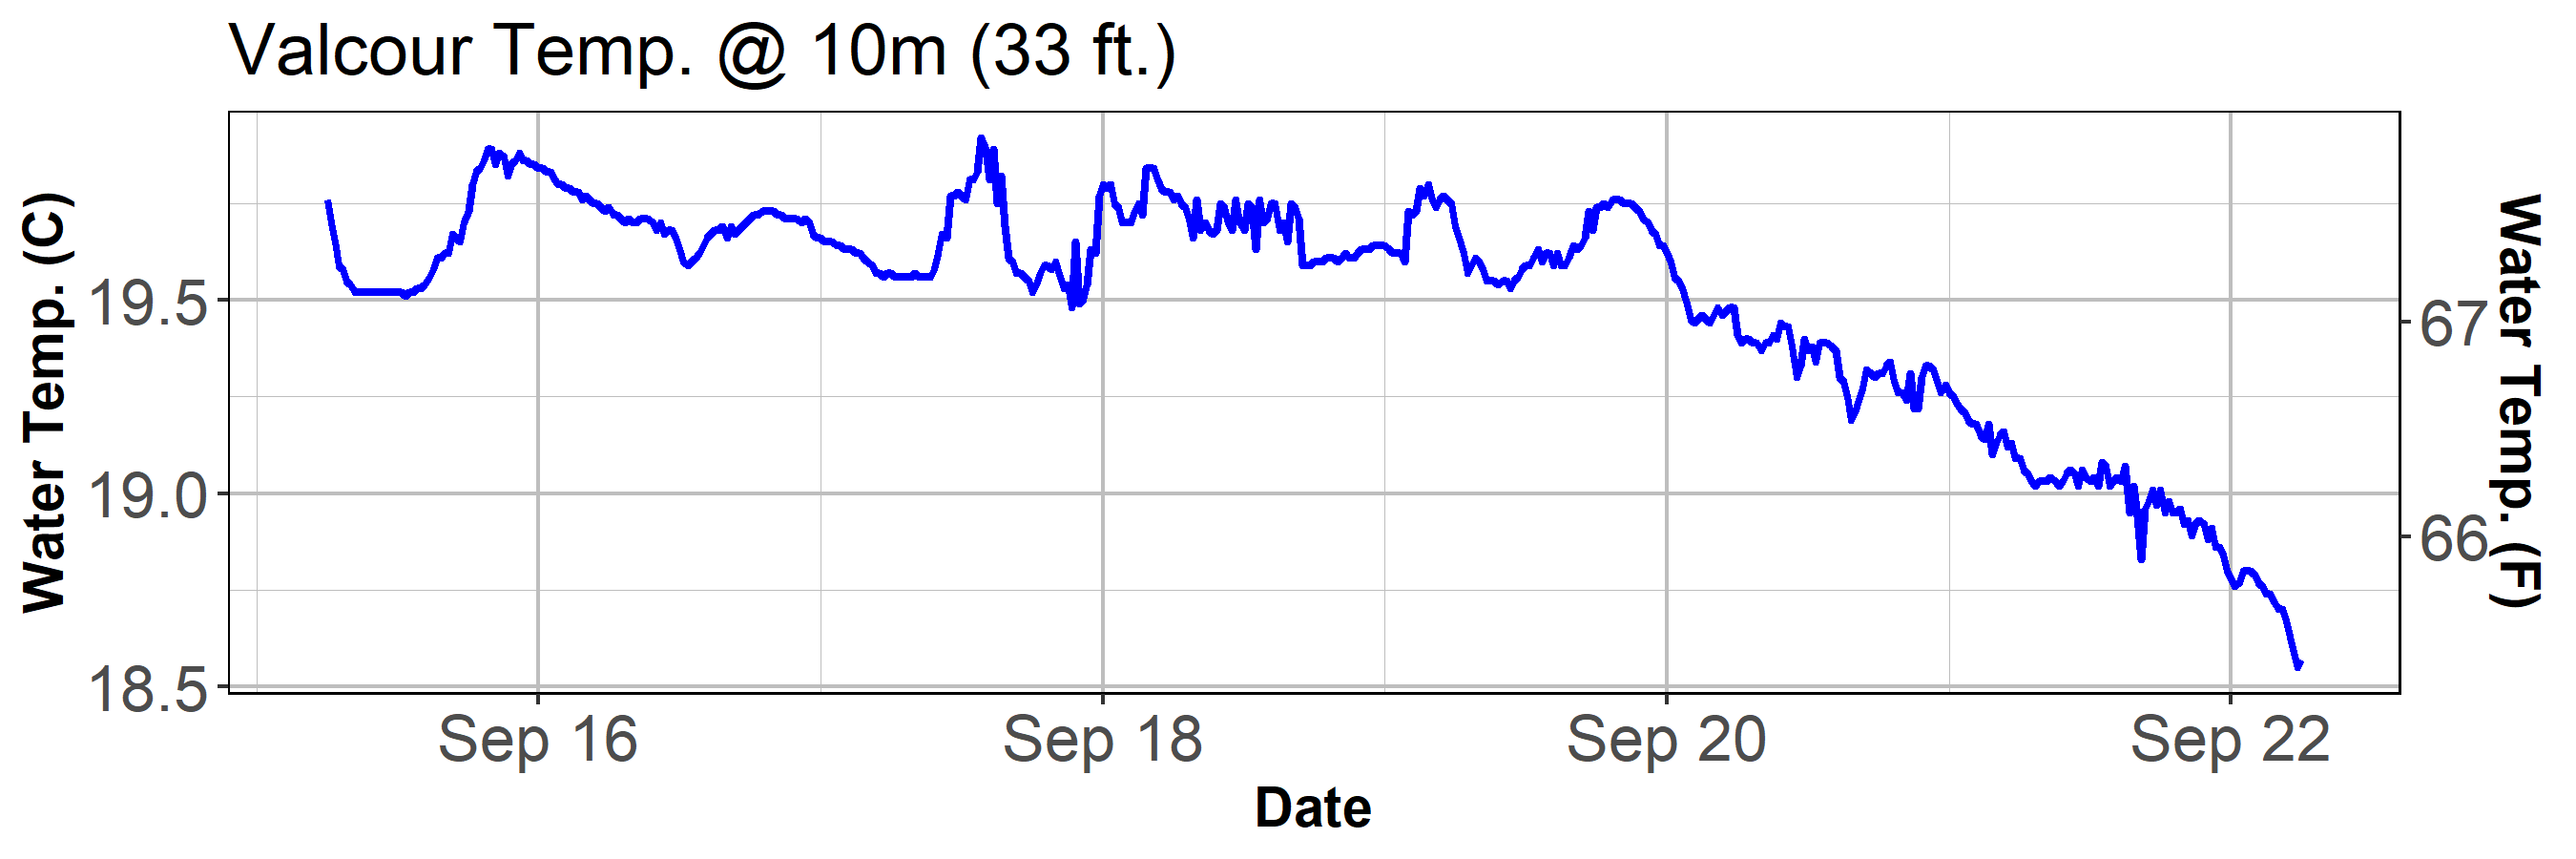 Valcour Temp. @ 10m (33 ft.)
Water Temp. (C)
19.5
19.0
18.5
67
66
Water Temp. (F)
Sep 16 Sep 18 Sep 20 Sep 22
Date